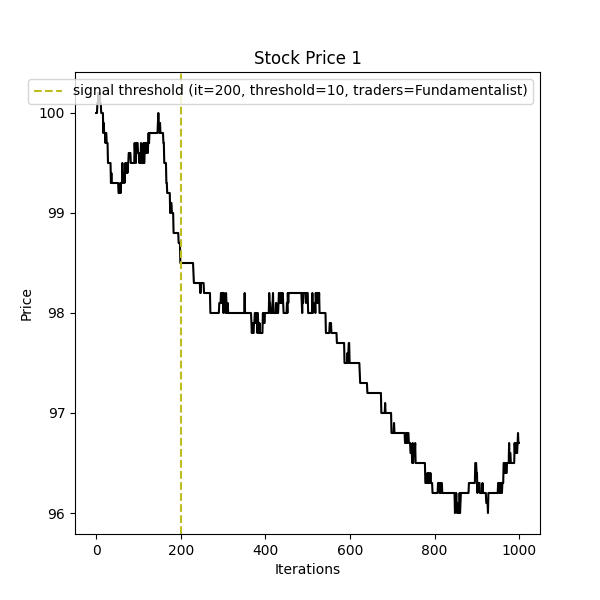 Stock Price 1
signal threshold (it=200, threshold=10, traders=Fundamentalist)
100
99
98
97
96
Price
0 200 400 600 800 1000
Iterations